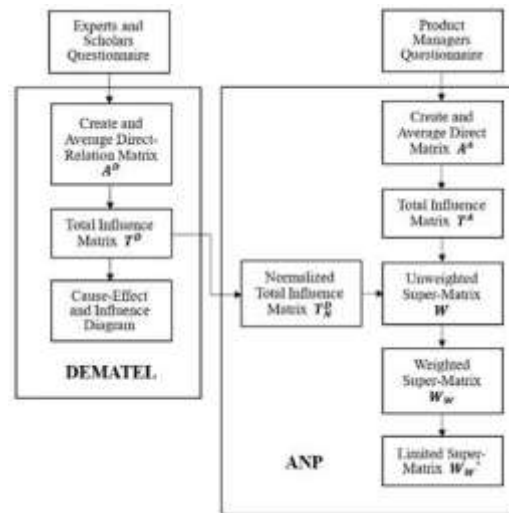 Experts and
Scholars
Questionnaire
Product
Managers
Questionnaire
Create and
Average Direct-
Relation Matrix
A^D
Total Influence
Matrix T^D
Cause-Effect
and Influence
Diagram
DEMATEL
Create and
Average Direct
Matrix A^A
Total Influence
Matrix T^A
Normalized
Total Influence
Matrix T_N^D
Unweighted
Super-Matrix
W
Weighted
Super-Matrix
W_W
Limited Super-
Matrix W_W^*
ANP